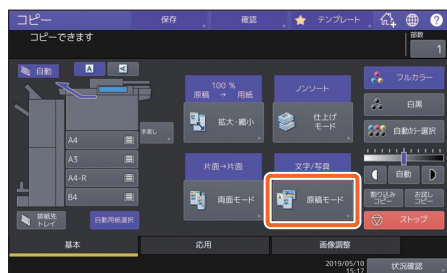 コピー 保存 確認 テンプレート
コピーできます
部数
1
自動 A A
100 %
原稿 → 用紙
ノンソート
フルカラー
拡大・縮小
仕上げ
モード
白黒
手差し
自動カラー選択
A4
A3
A4-R
B4
片面→片面
文字/写真
自動
両面モード
原稿モード
割り込み
コピー
お試し
コピー
排紙先
トレイ
自動用紙選択
ストップ
基本 応用 画像調整
2019/05/10
15:17
状況確認